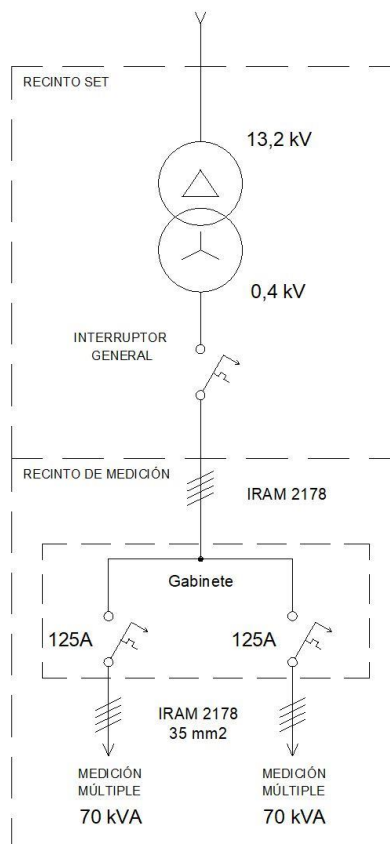 RECINTO SET
13,2 kV
0,4 kV
INTERRUPTOR
GENERAL
RECINTO DE MEDICIÓN
IRAM 2178
Gabinete
125A
125A
IRAM 2178
35 mm2
MEDICIÓN
MÚLTIPLE
70 kVA
MEDICIÓN
MÚLTIPLE
70 kVA